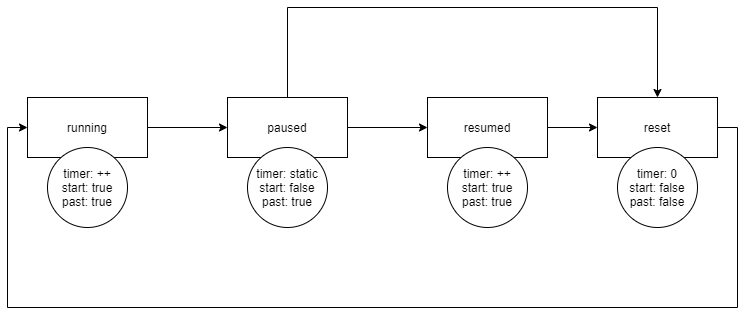 running
paused
resumed
reset
timer: ++
start: true
past: true
timer: static
start: false
past: true
timer: ++
start: true
past: true
timer: 0
start: false
past: false